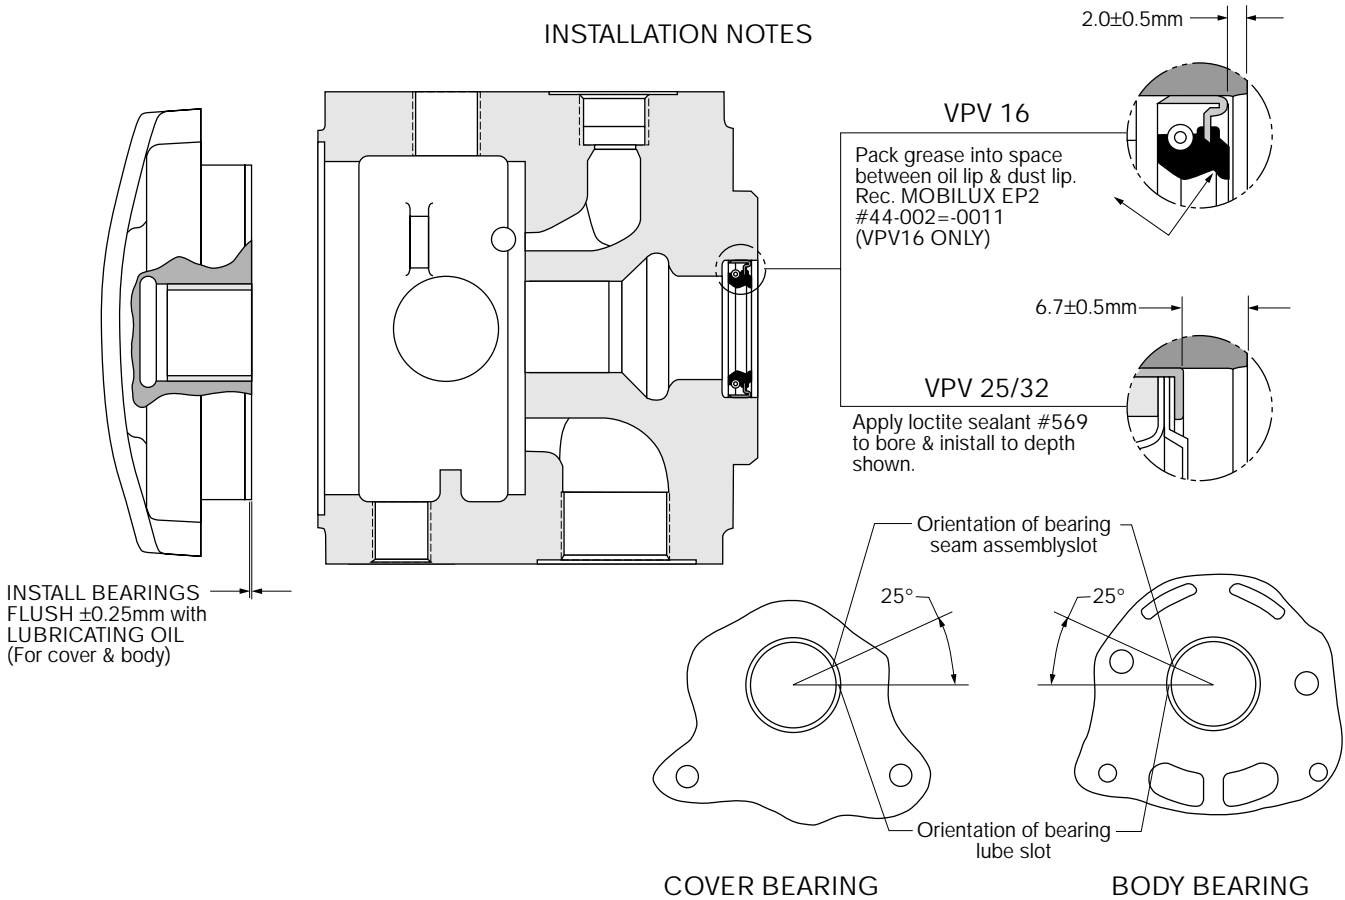 INSTALLATION NOTES
2.0±0.5mm
VPV 16
Pack grease into space
between oil lip & dust lip.
Rec. MOBILUX EP2
#44-002=-0011
(VPV16 ONLY)
6.7±0.5mm
VPV 25/32
Apply loctite sealant #569
to bore & inistall to depth
shown.
INSTALL BEARINGS
FLUSH ±0.25mm with
LUBRICATING OIL
(For cover & body)
Orientation of bearing
seam assemblyslot
25°
25°
Orientation of bearing
lube slot
COVER BEARING
BODY BEARING